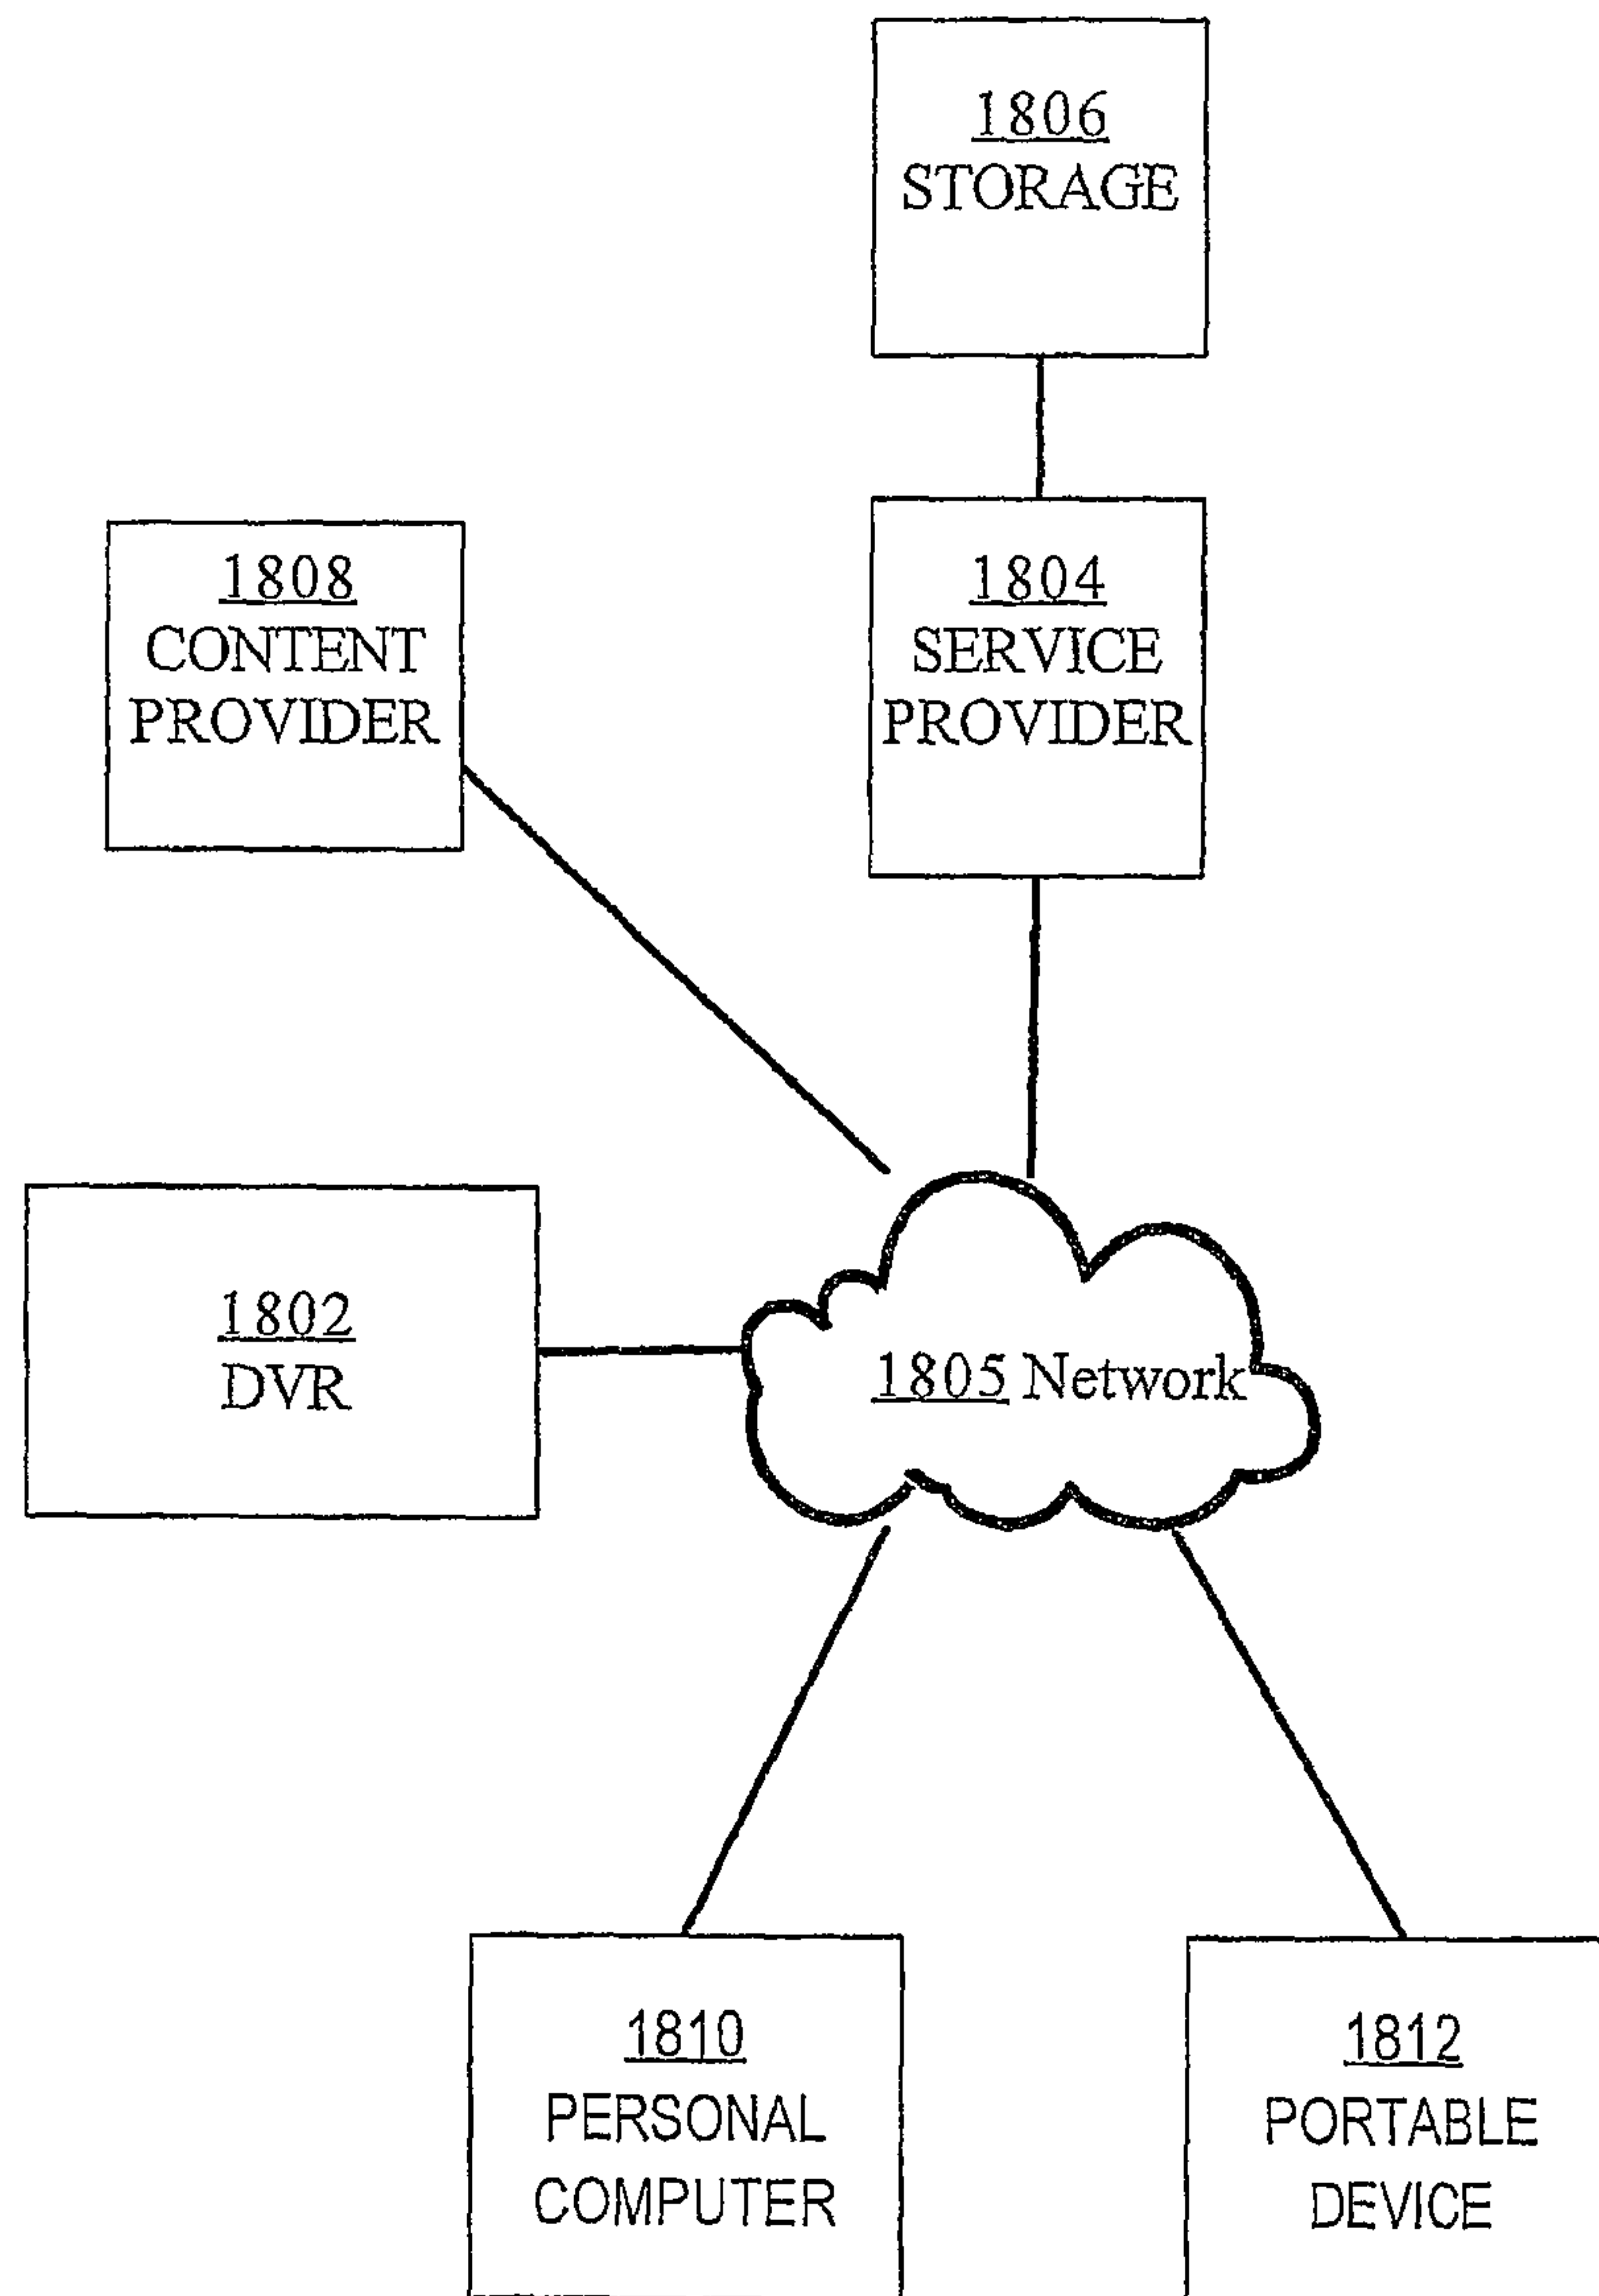 1806
STORAGE
1808
CONTENT
PROVIDER
1804
SERVICE
PROVIDER
1802
DVR
1805 Network
1810
PERSONAL
COMPUTER
1812
PORTABLE
DEVICE